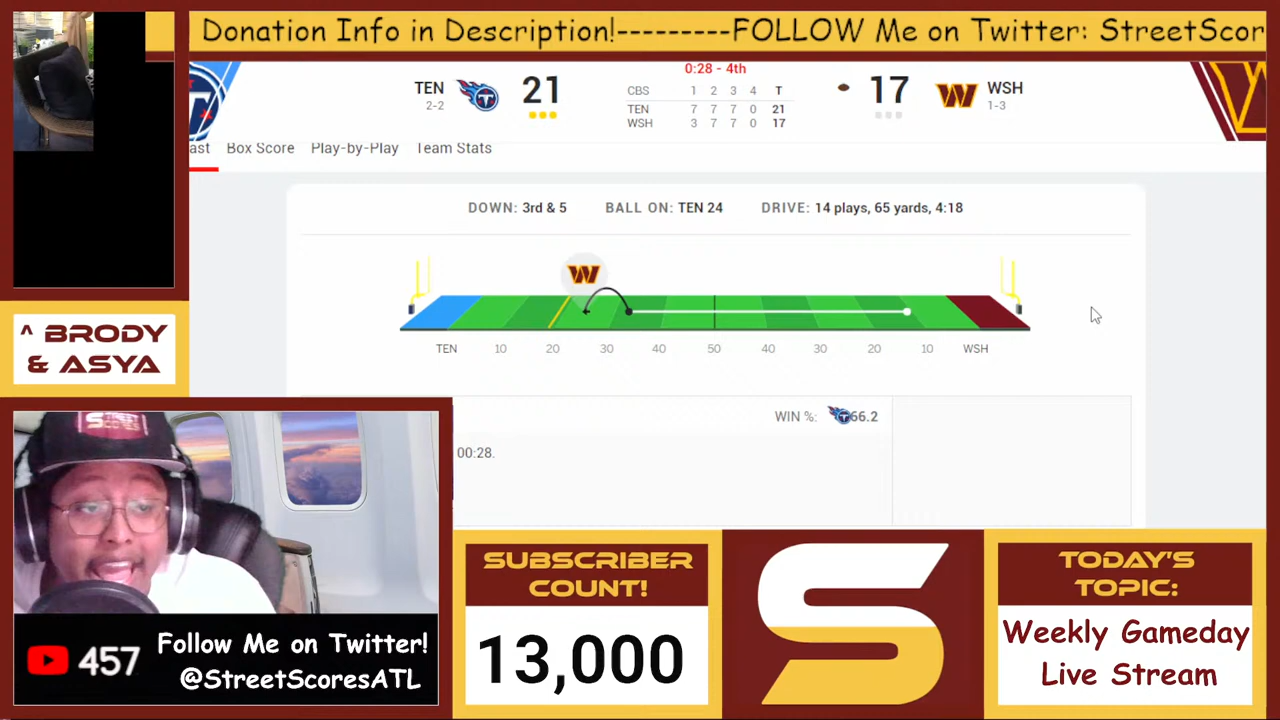 Donation Info in Description!---------FOLLOW Me on Twitter: StreetScor
0:28 - 4th
TEN
2-2
21
CBS 1 2 3 4 T
TEN 7 7 7 0 21
WSH 3 7 7 0 17
17
WSH
1-3
ast Box Score Play-by-Play Team Stats
DOWN: 3rd & 5 BALL ON: TEN 24 DRIVE: 14 plays, 65 yards, 4:18
W
TEN 10 20 30 40 50 40 30 20 10 WSH
WIN %: 66.2
00:28.
^ BRODY
& ASYA
STREET
SCORES
457
Follow Me on Twitter!
@StreetScoresATL
SUBSCRIBER
COUNT!
13,000
S
TODAY'S
TOPIC:
Weekly Gameday
Live Stream